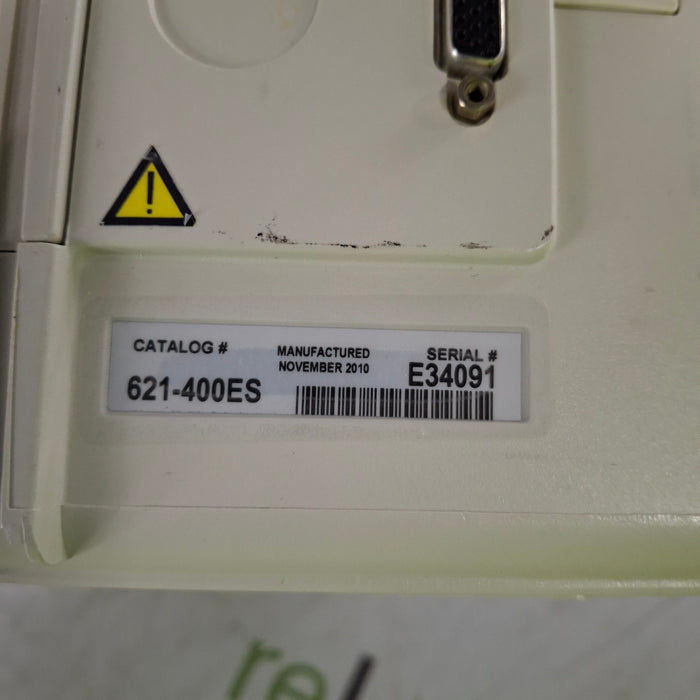 CATALOG #
621-400ES
MANUFACTURED
NOVEMBER 2010
SERIAL #
E34091